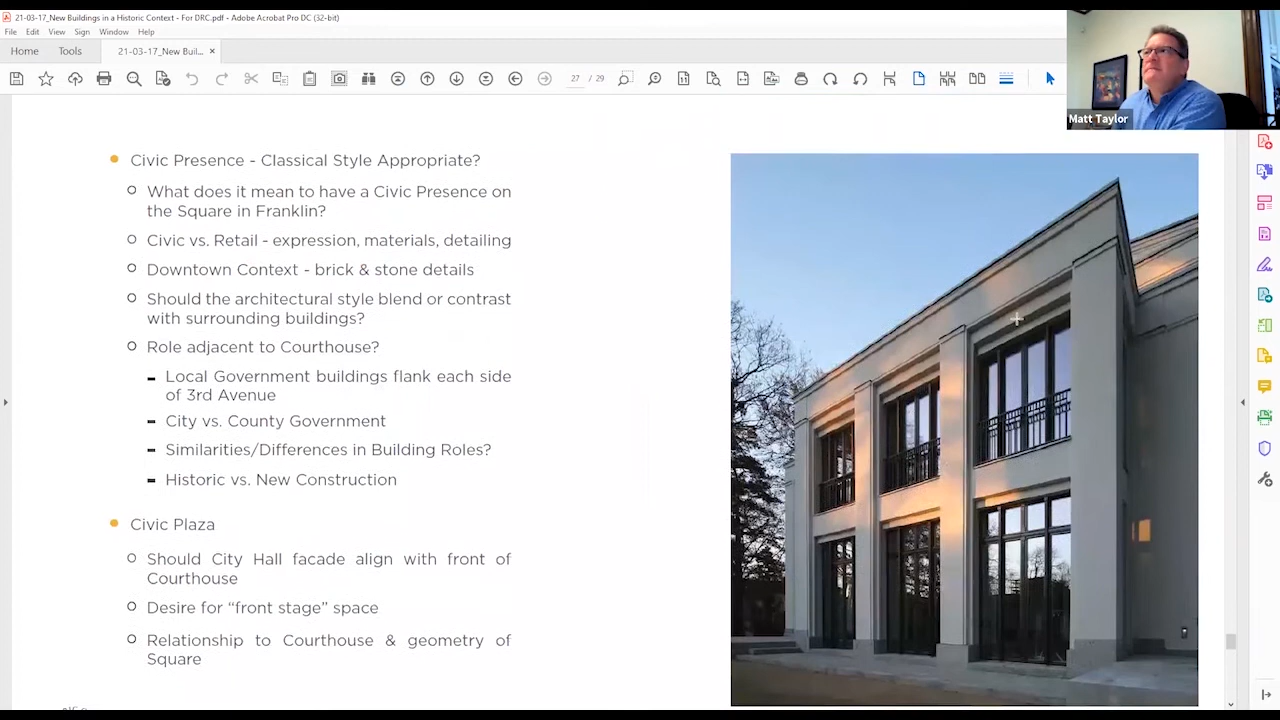 21-03-17_New Buildings in a Historic Context - For DRC.pdf - Adobe Acrobat Pro DC (32-bit)
File Edit View Sign Window Help
Home Tools 21-03-17_New Buil... ×
27 / 29
Matt Taylor
Civic Presence - Classical Style Appropriate?
What does it mean to have a Civic Presence on
the Square in Franklin?
Civic vs. Retail - expression, materials, detailing
Downtown Context - brick & stone details
Should the architectural style blend or contrast
with surrounding buildings?
Role adjacent to Courthouse?
Local Government buildings flank each side
of 3rd Avenue
City vs. County Government
Similarities/Differences in Building Roles?
Historic vs. New Construction
Civic Plaza
Should City Hall facade align with front of
Courthouse
Desire for “front stage” space
Relationship to Courthouse & geometry of
Square